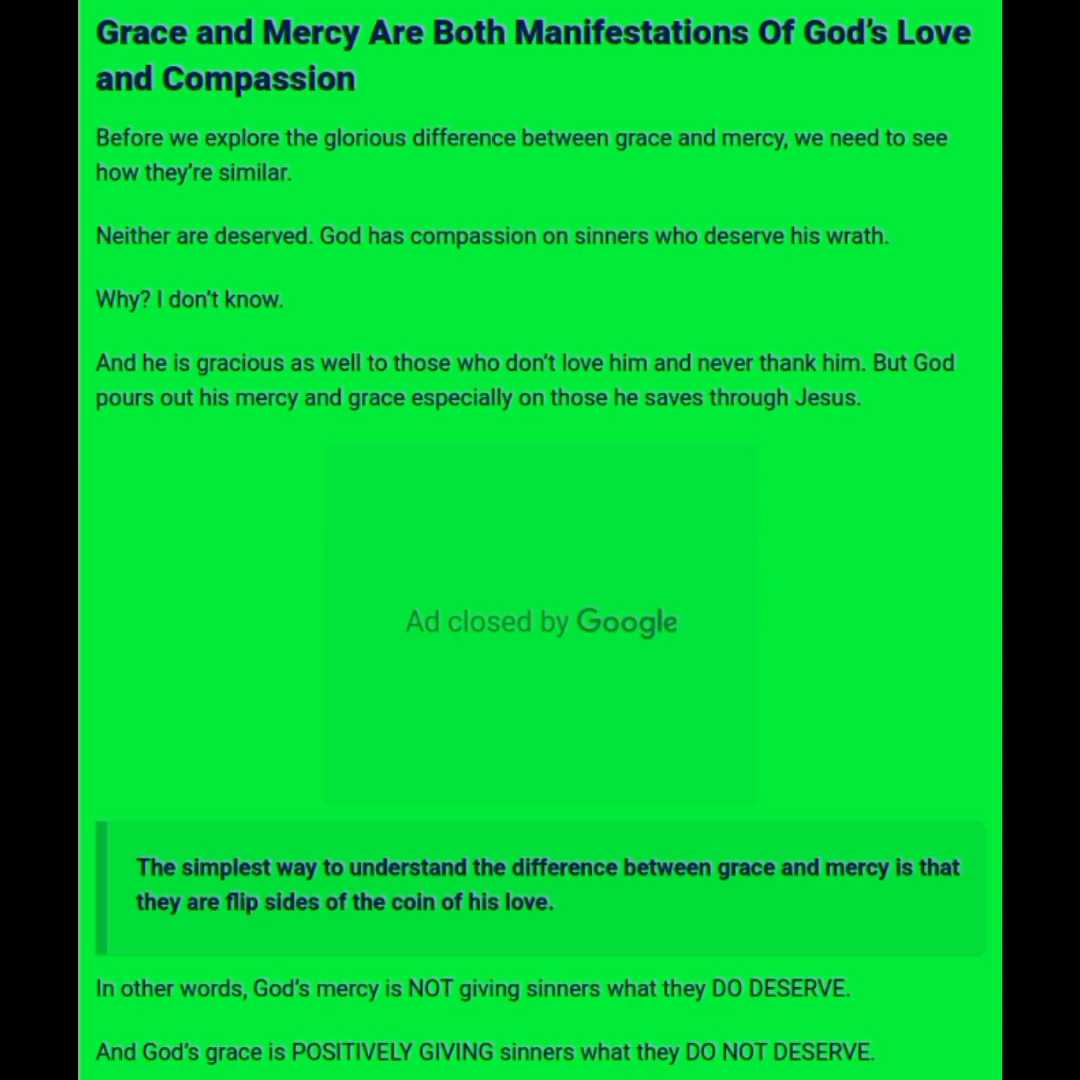 Grace and Mercy Are Both Manifestations Of God’s Love
and Compassion
Before we explore the glorious difference between grace and mercy, we need to see
how they’re similar.
Neither are deserved. God has compassion on sinners who deserve his wrath.
Why? I don’t know.
And he is gracious as well to those who don’t love him and never thank him. But God
pours out his mercy and grace especially on those he saves through Jesus.
Ad closed by Google
The simplest way to understand the difference between grace and mercy is that
they are flip sides of the coin of his love.
In other words, God’s mercy is NOT giving sinners what they DO DESERVE.
And God’s grace is POSITIVELY GIVING sinners what they DO NOT DESERVE.